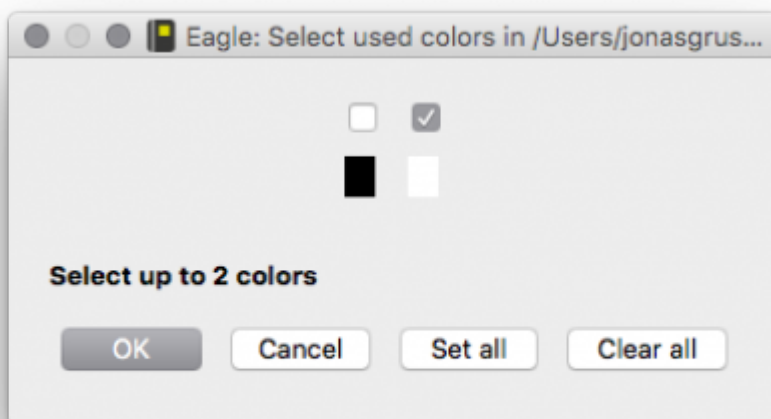 Eagle: Select used colors in /Users/jonasgrus...
Select up to 2 colors
OK Cancel Set all Clear all